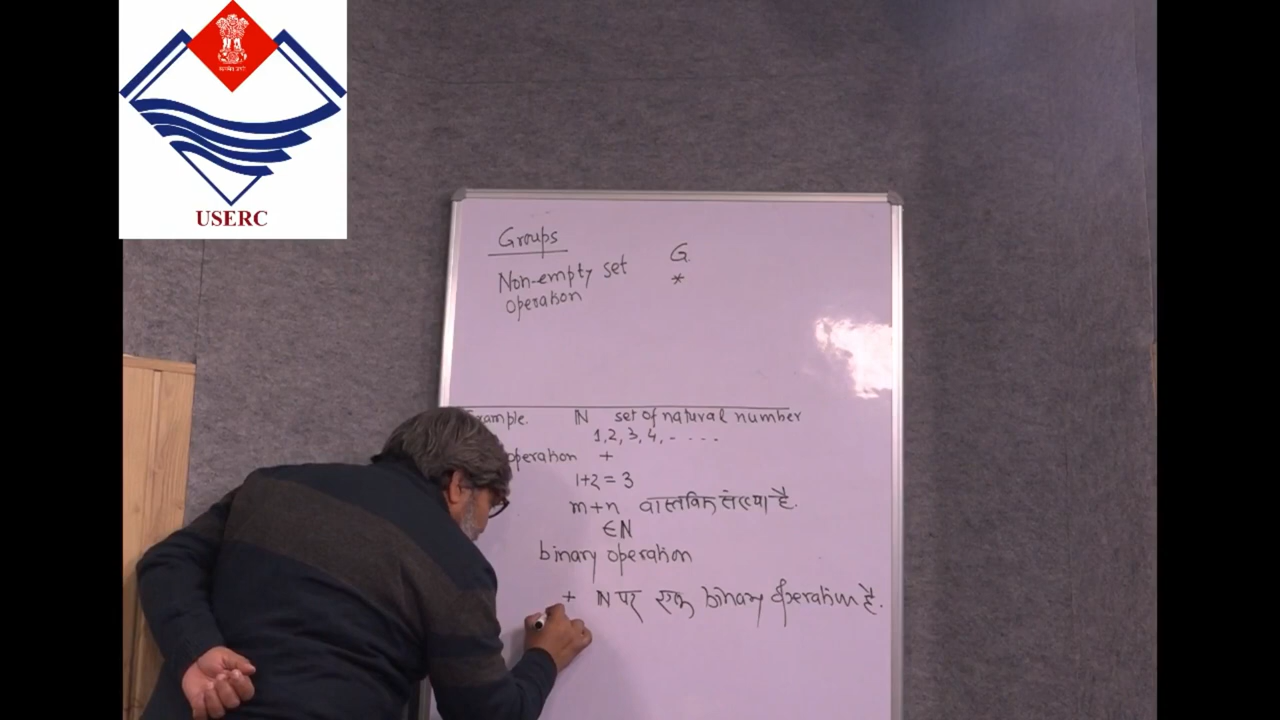 USERC
Groups
Non-empty set G
operation *
Example. ℕ set of natural number
1,2,3,4,- - - -
operation +
1+2 = 3
m+n वास्तविक संख्या है.
∈ℕ
binary operation
+ ℕ पर एक binary operation है.